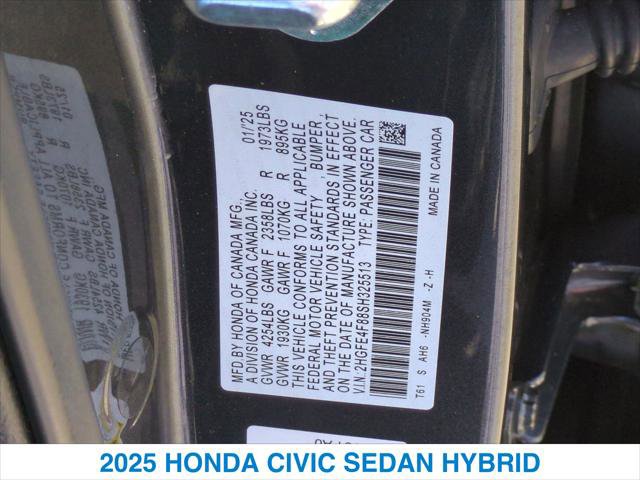 MFD BY HONDA OF CANADA MFG. 01/'25
A DIVISION OF HONDA CANADA INC.
GVWR 4254LBS GAWR F 2358LBS R 1973LBS
GVWR 1930KG GAWR F 1070KG R 895KG
THIS VEHICLE CONFORMS TO ALL APPLICABLE
FEDERAL MOTOR VEHICLE SAFETY , BUMPER ,
AND THEFT PREVENTION STANDARDS IN EFFECT
ON THE DATE OF MANUFACTURE SHOWN ABOVE.
V.I.N. :2HGFE4F88SH325513 TYPE: PASSENGER CAR
T61 S AH6 -NH904M -Z -H MADE IN CANADA
2025 HONDA CIVIC SEDAN HYBRID